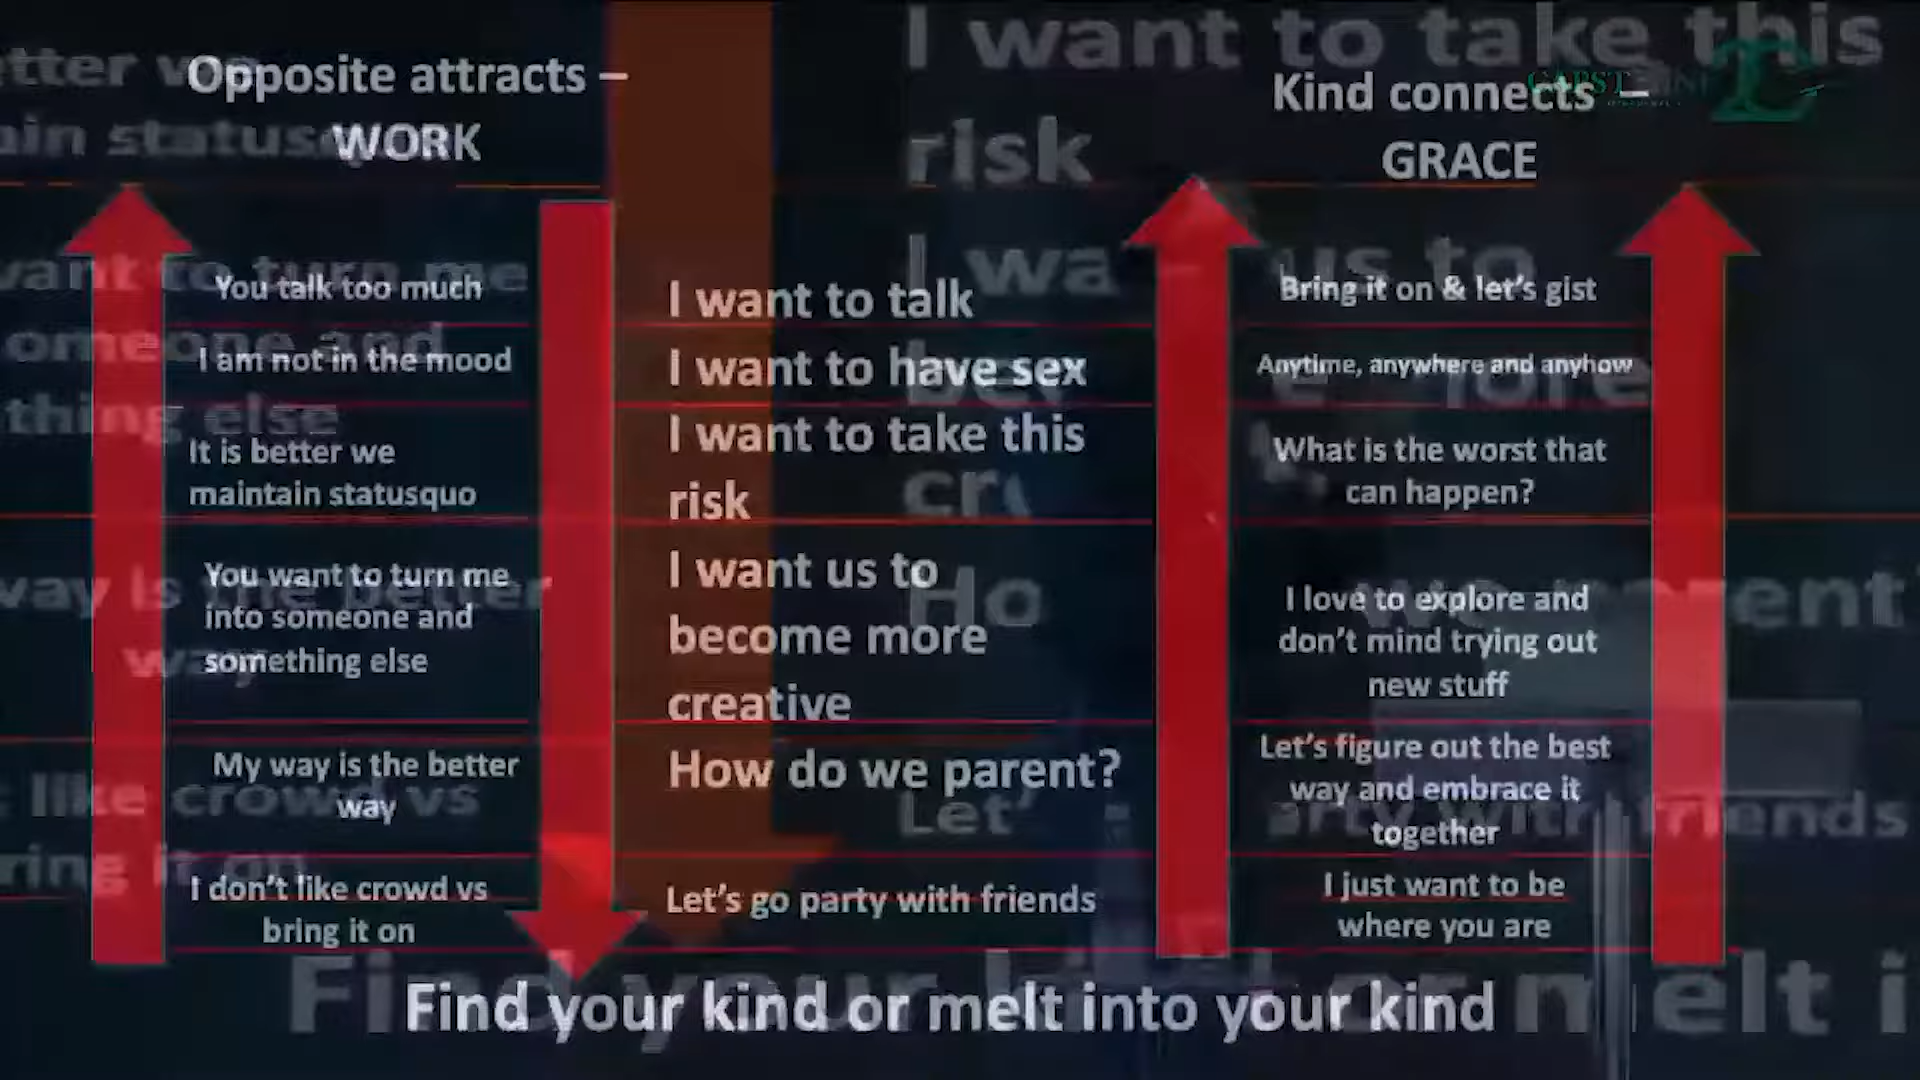 Opposite attracts –
WORK
Kind connects –
GRACE
You talk too much
I want to talk
Bring it on & let's gist
I am not in the mood
I want to have sex
Anytime, anywhere and anyhow
It is better we
maintain statusquo
I want to take this
risk
What is the worst that
can happen?
You want to turn me
into someone and
something else
I want us to
become more
creative
I love to explore and
don't mind trying out
new stuff
My way is the better
way
How do we parent?
Let's figure out the best
way and embrace it
together
I don't like crowd vs
bring it on
Let's go party with friends
I just want to be
where you are
Find your kind or melt into your kind